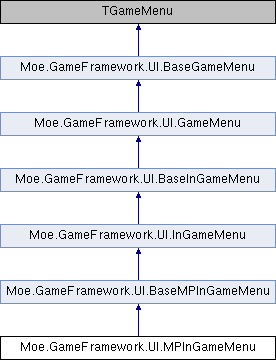 TGameMenu
Moe.GameFramework.UI.BaseGameMenu
Moe.GameFramework.UI.GameMenu
Moe.GameFramework.UI.BaseInGameMenu
Moe.GameFramework.UI.InGameMenu
Moe.GameFramework.UI.BaseMPInGameMenu
Moe.GameFramework.UI.MPInGameMenu